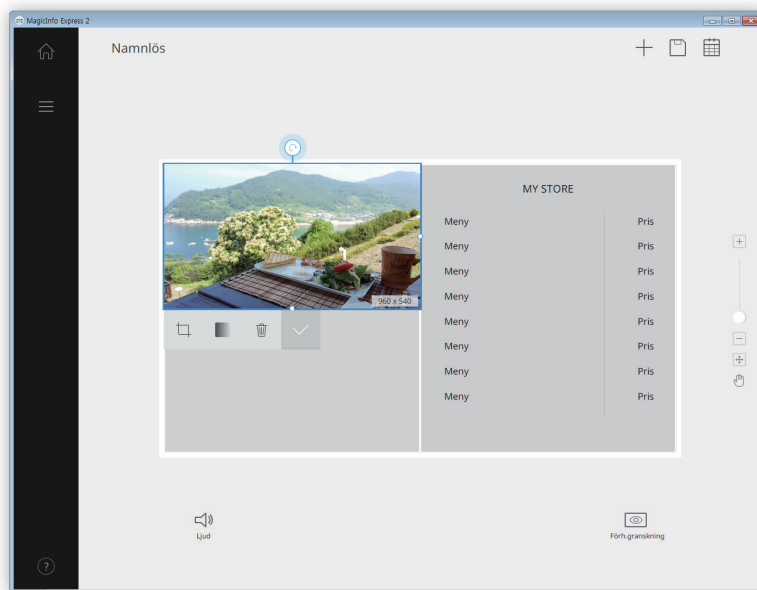 MagicInfo Express 2
Namnlös
MY STORE
Meny Pris
Meny Pris
Meny Pris
960 x 540
Meny Pris
Meny Pris
Meny Pris
Meny Pris
Meny Pris
Ljud
Förh.granskning
?